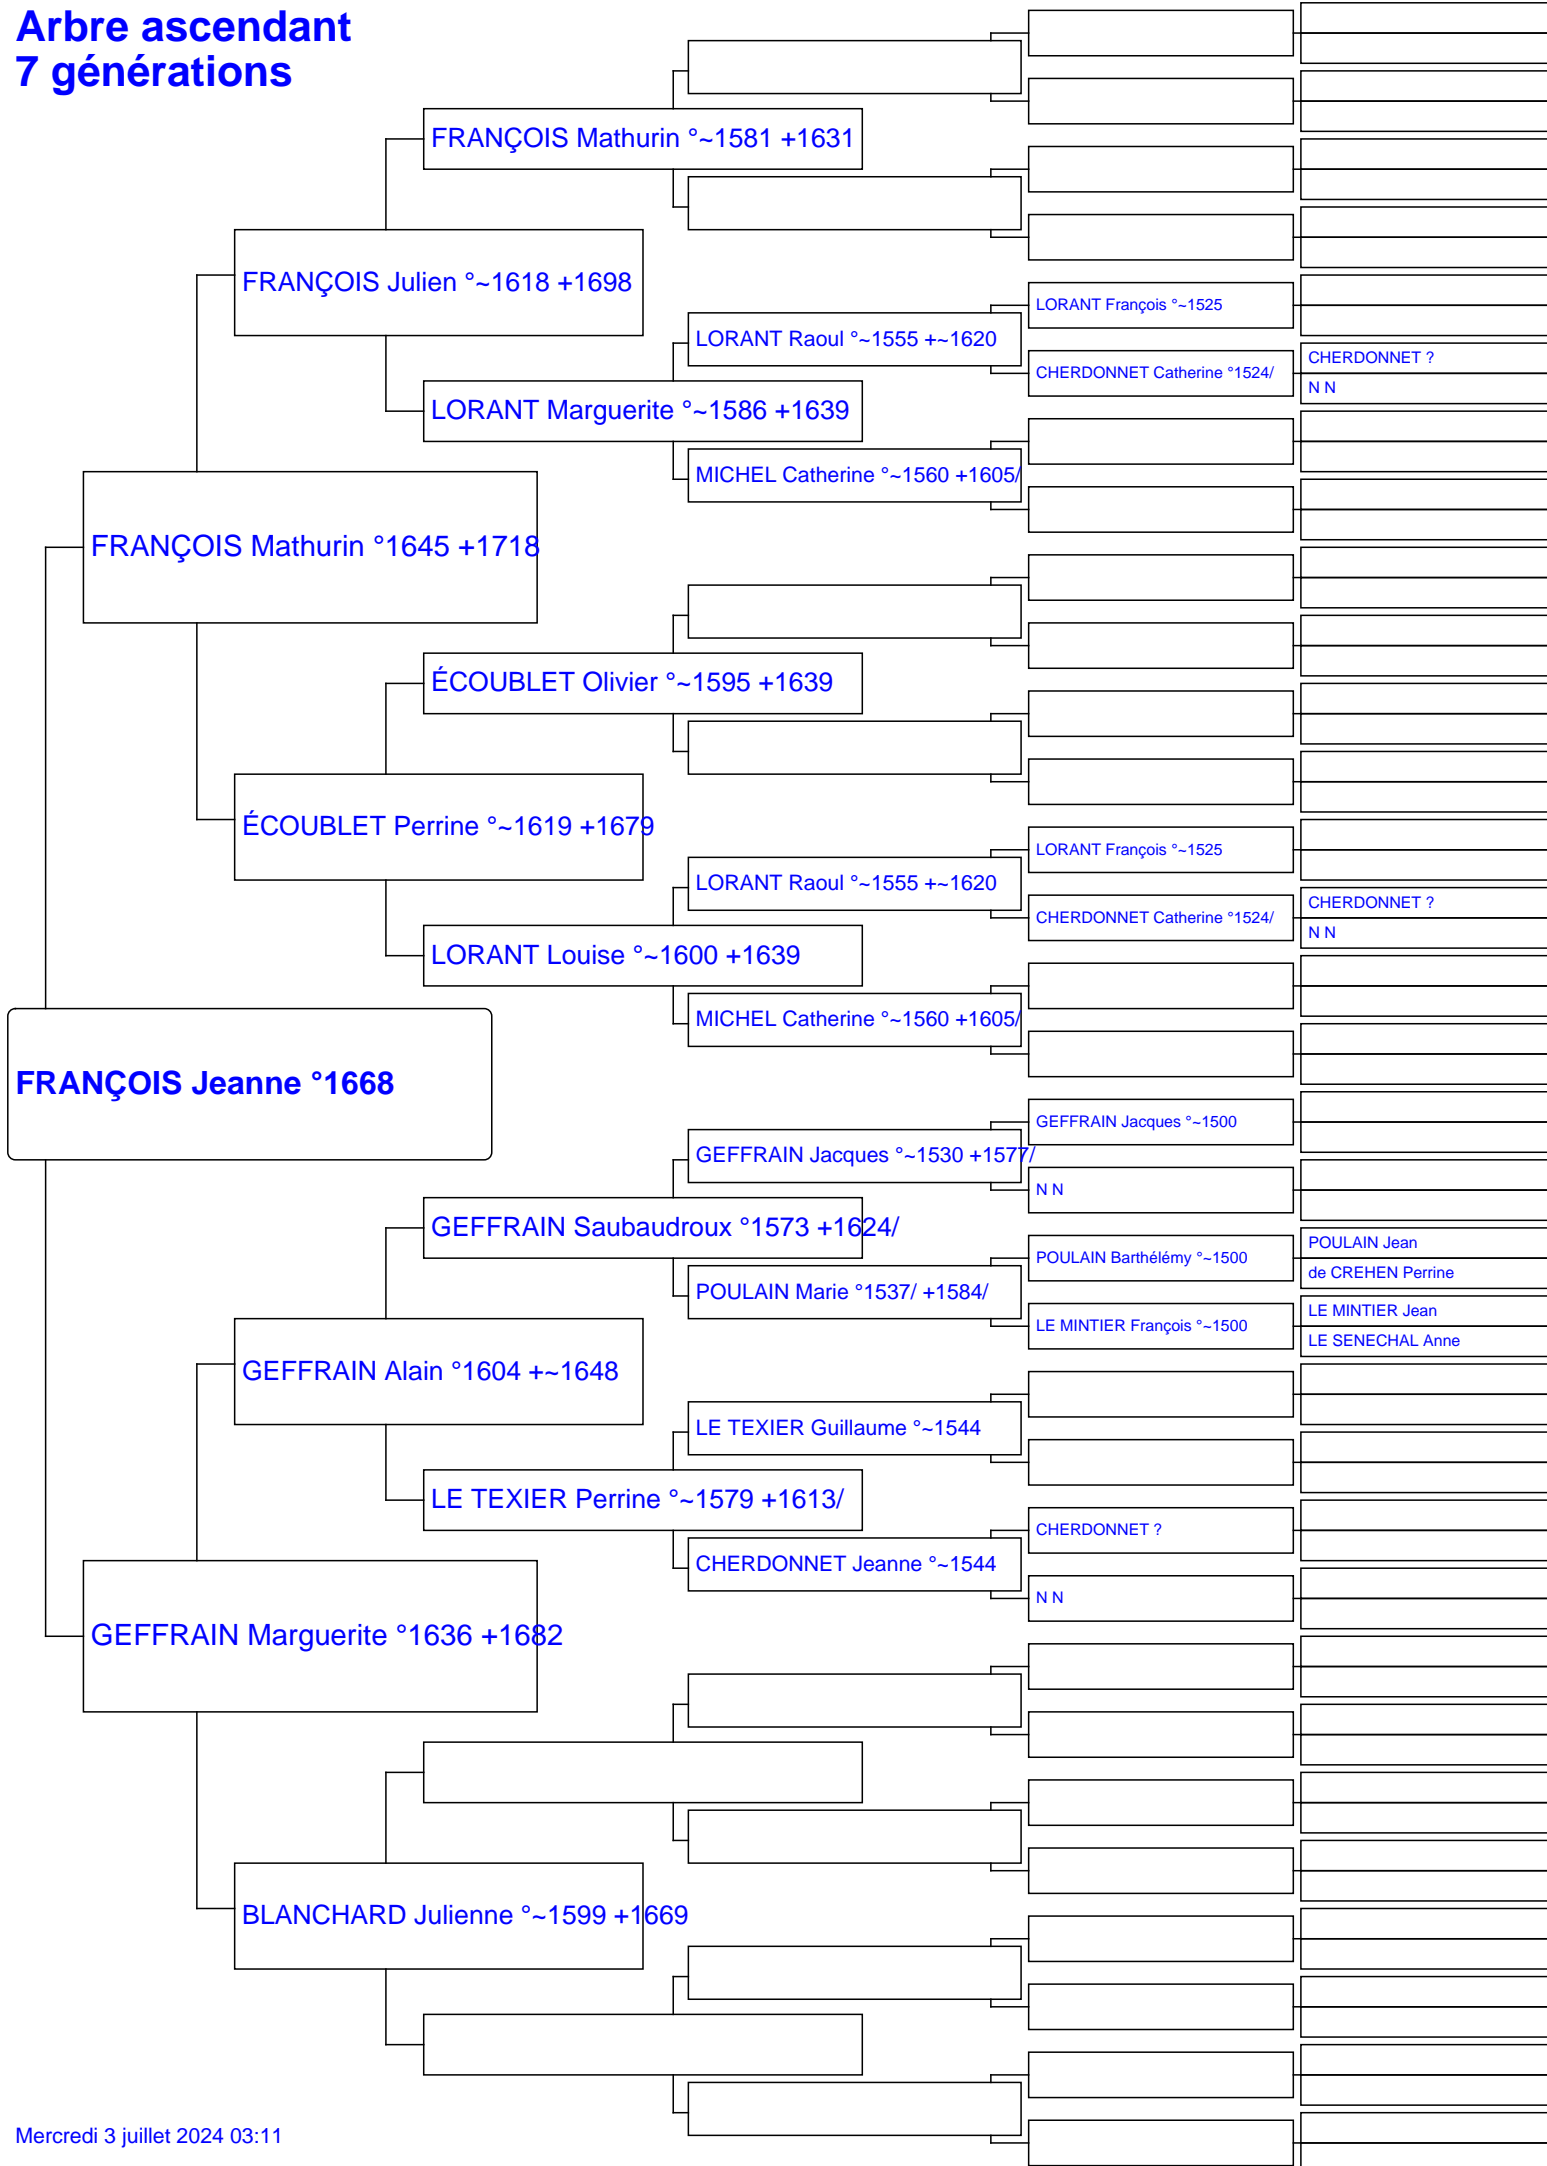 Arbre ascendant
7 générations
FRANÇOIS Mathurin °~1581 +1631
FRANÇOIS Julien °~1618 +1698
LORANT François °~1525
LORANT Raoul °~1555 +~1620
CHERDONNET ?
CHERDONNET Catherine °1524/
N N
LORANT Marguerite °~1586 +1639
MICHEL Catherine °~1560 +1605/
FRANÇOIS Mathurin °1645 +1718
ÉCOUBLET Olivier °~1595 +1639
ÉCOUBLET Perrine °~1619 +1679
LORANT François °~1525
LORANT Raoul °~1555 +~1620
CHERDONNET ?
CHERDONNET Catherine °1524/
N N
LORANT Louise °~1600 +1639
MICHEL Catherine °~1560 +1605/
FRANÇOIS Jeanne °1668
GEFFRAIN Jacques °~1500
GEFFRAIN Jacques °~1530 +1577/
N N
GEFFRAIN Saubaudroux °1573 +1624/
POULAIN Jean
POULAIN Barthélémy °~1500
de CREHEN Perrine
POULAIN Marie °1537/ +1584/
LE MINTIER Jean
LE MINTIER François °~1500
LE SENECHAL Anne
GEFFRAIN Alain °1604 +~1648
LE TEXIER Guillaume °~1544
LE TEXIER Perrine °~1579 +1613/
CHERDONNET ?
CHERDONNET Jeanne °~1544
N N
GEFFRAIN Marguerite °1636 +1682
BLANCHARD Julienne °~1599 +1669
Mercredi 3 juillet 2024 03:11